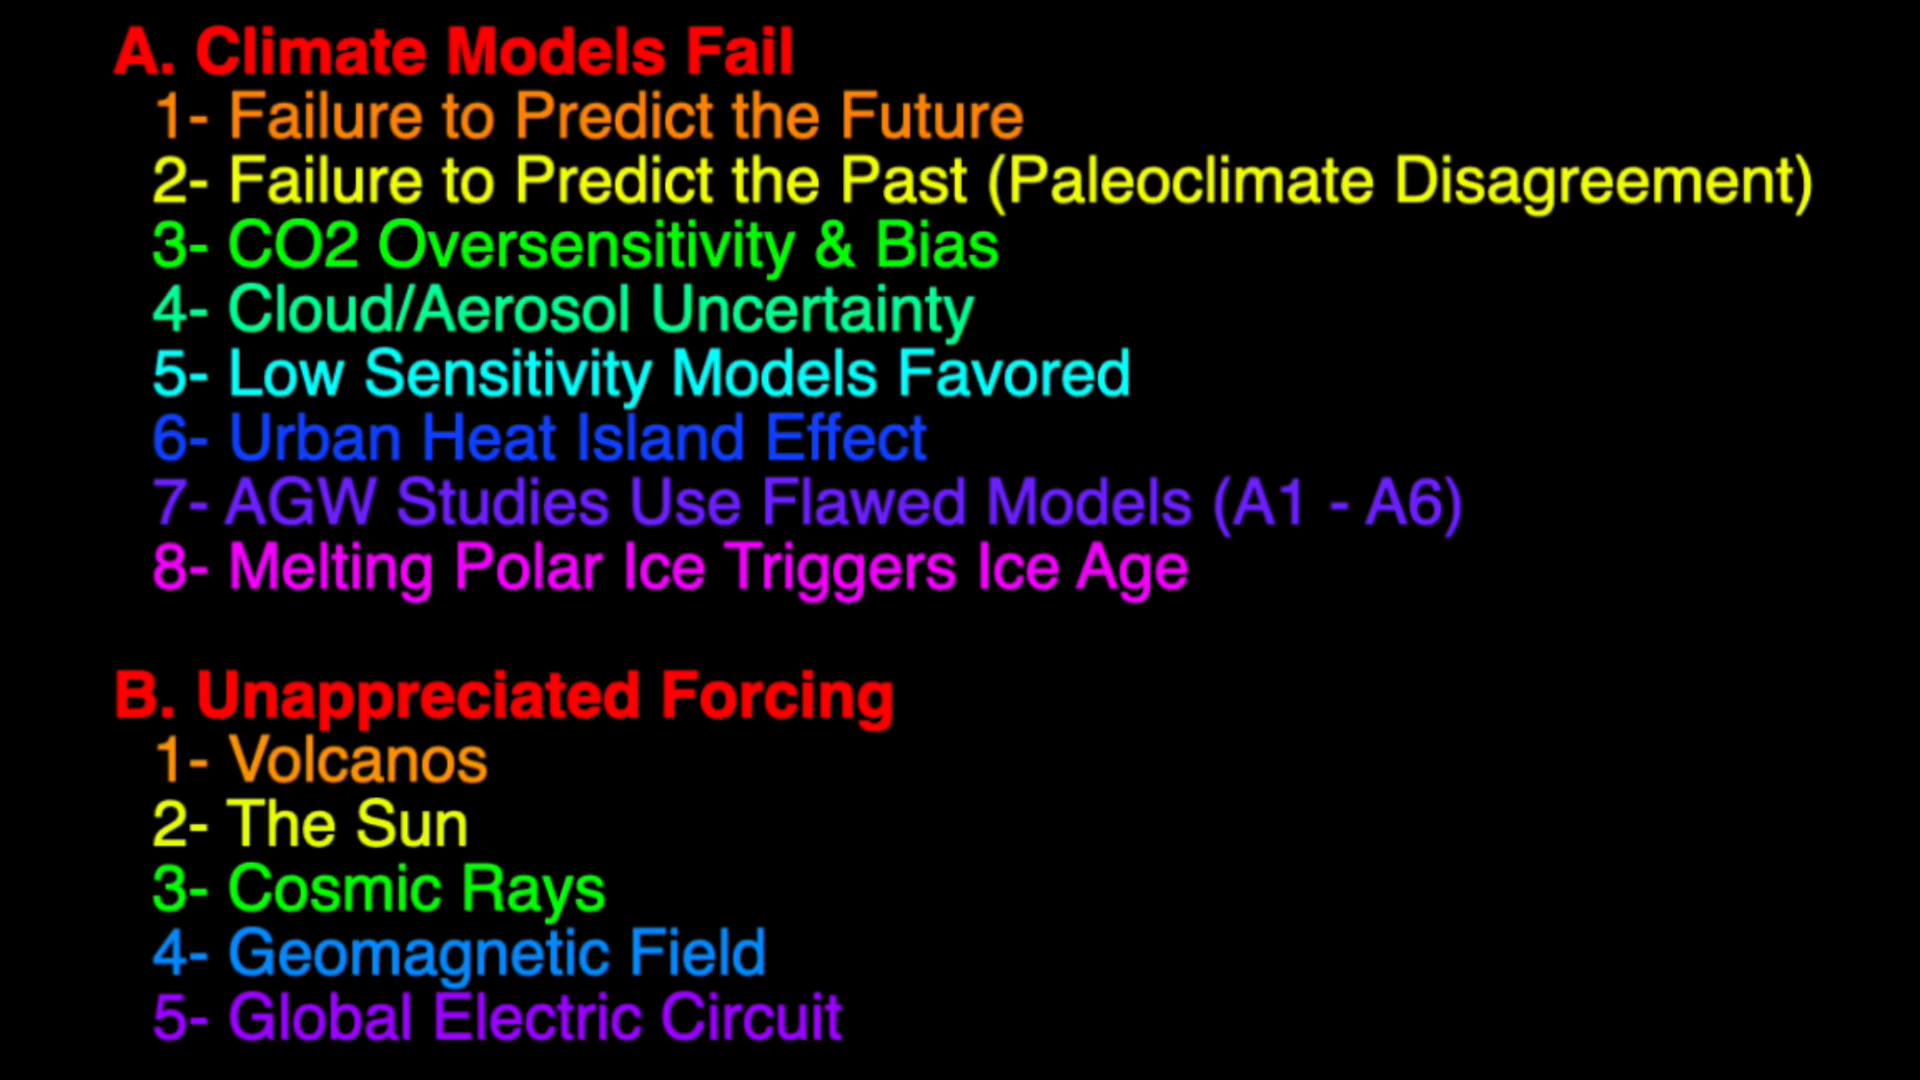 A. Climate Models Fail
1- Failure to Predict the Future
2- Failure to Predict the Past (Paleoclimate Disagreement)
3- CO2 Oversensitivity & Bias
4- Cloud/Aerosol Uncertainty
5- Low Sensitivity Models Favored
6- Urban Heat Island Effect
7- AGW Studies Use Flawed Models (A1 - A6)
8- Melting Polar Ice Triggers Ice Age
B. Unappreciated Forcing
1- Volcanos
2- The Sun
3- Cosmic Rays
4- Geomagnetic Field
5- Global Electric Circuit